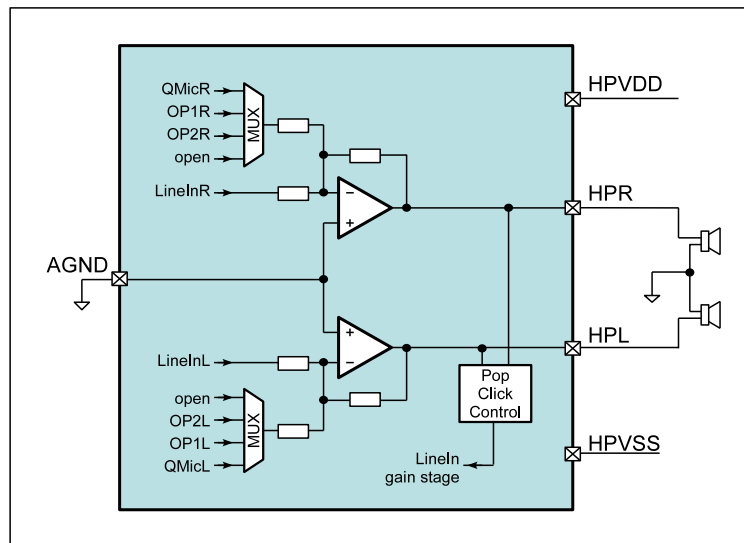 HPVDD
QMicR
OP1R
OP2R
open
MUX
LineInR
−
+
HPR
AGND
+
−
LineInL
HPL
open
OP2L
OP1L
QMicL
MUX
Pop
Click
Control
LineIn
gain stage
HPVSS